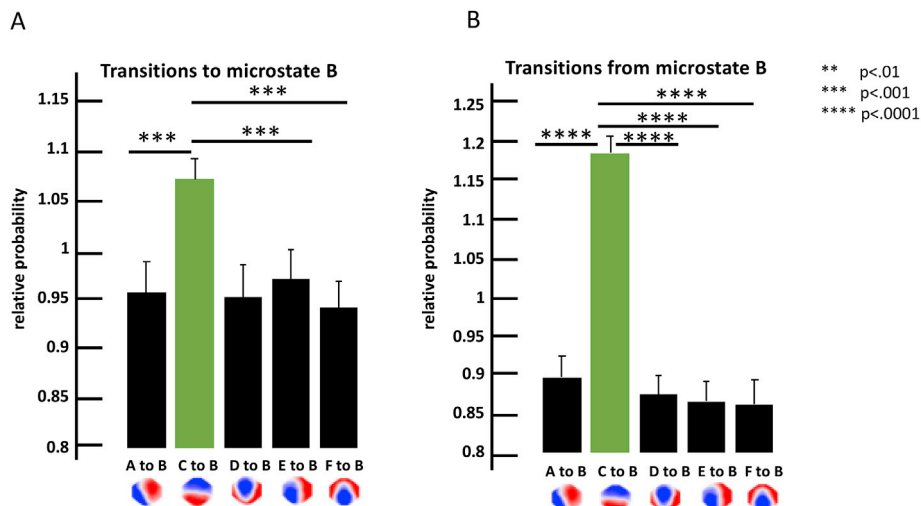 A
Transitions to microstate B
relative probability
1.15
1.1
1.05
1
0.95
0.9
0.85
0.8
***
***
***
A to B
C to B
D to B
E to B
F to B
B
Transitions from microstate B
relative probability
1.25
1.2
1.15
1.1
1.25
1
0.95
0.9
0.85
0.8
****
****
****
****
A to B
C to B
D to B
E to B
F to B
** p<.01
*** p<.001
**** p<.0001